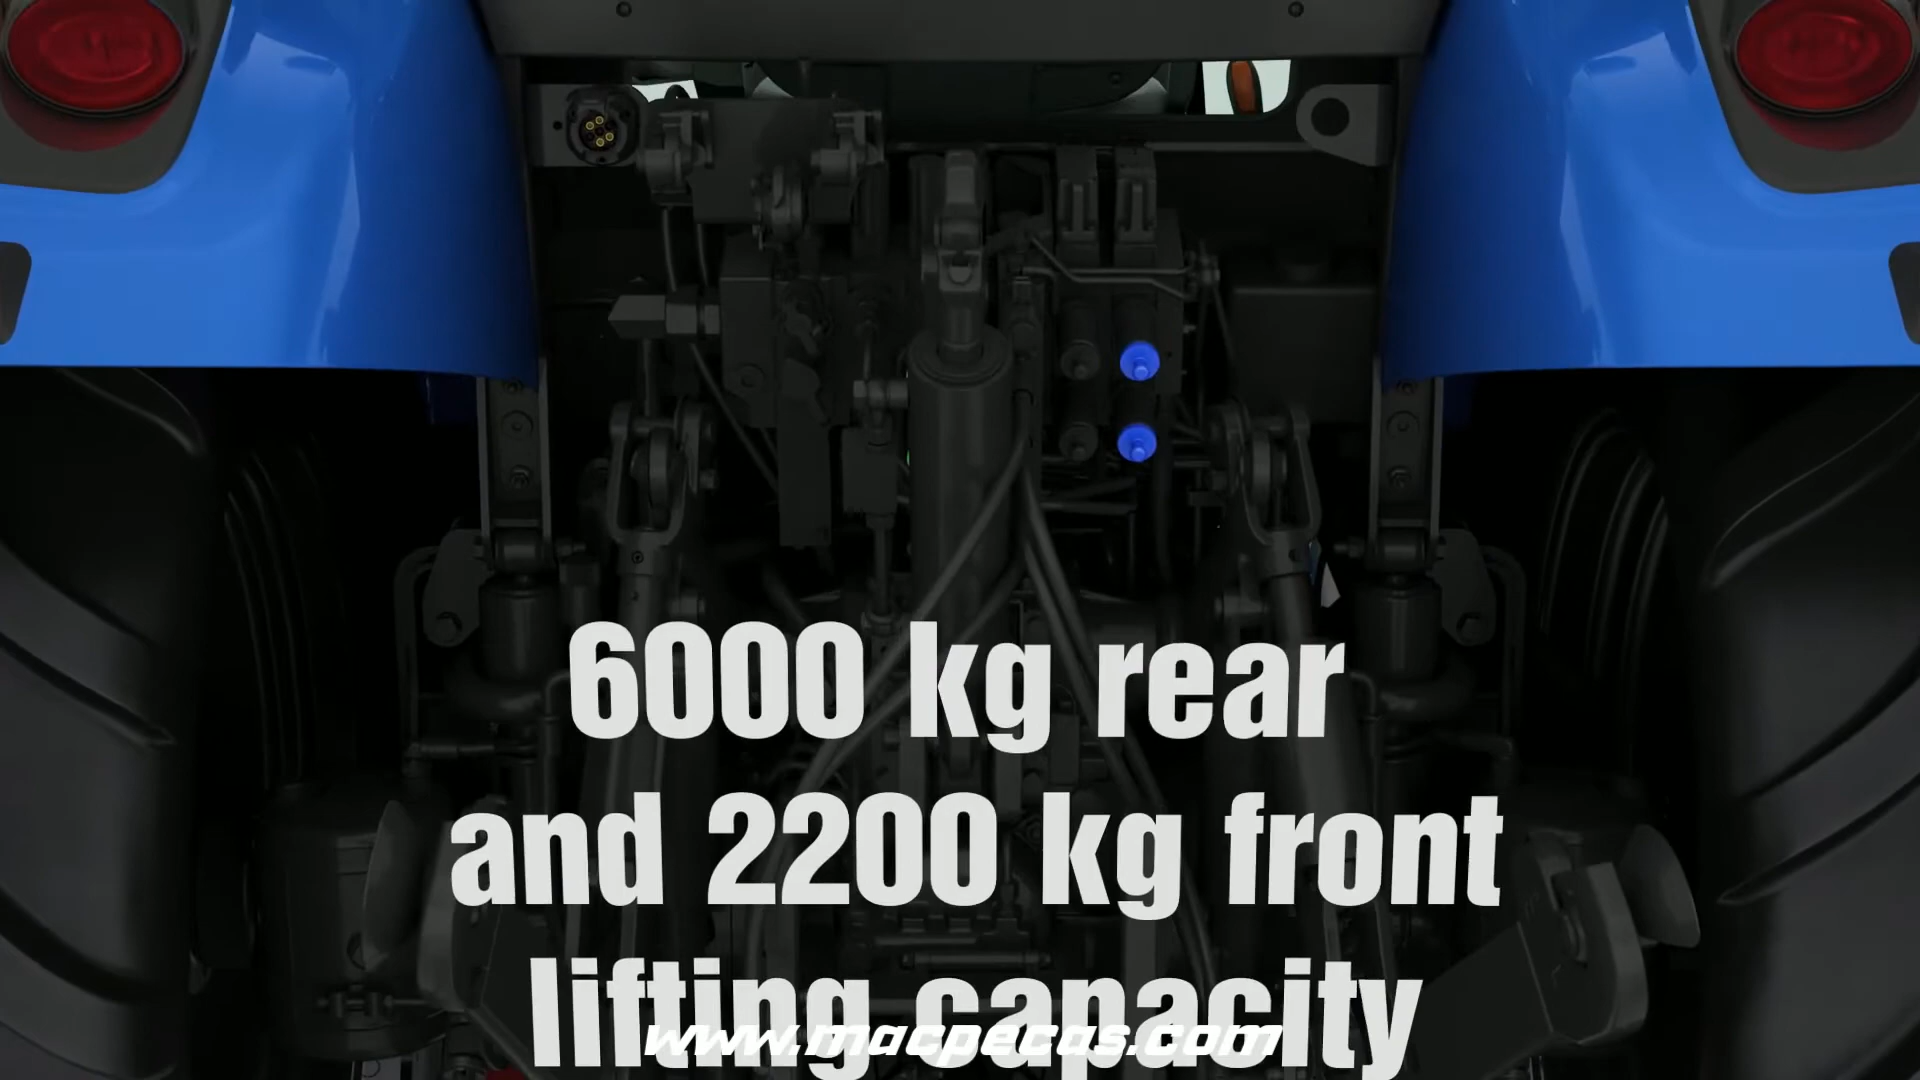 6000 kg rear
and 2200 kg front
lifting capacity
www.macpecas.com